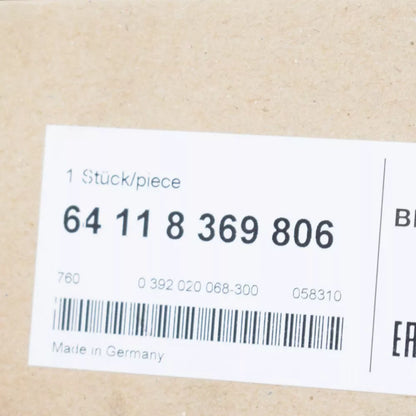 1 Stück/piece
64 11 8 369 806
760 0 392 020 068-300 058310
Made in Germany